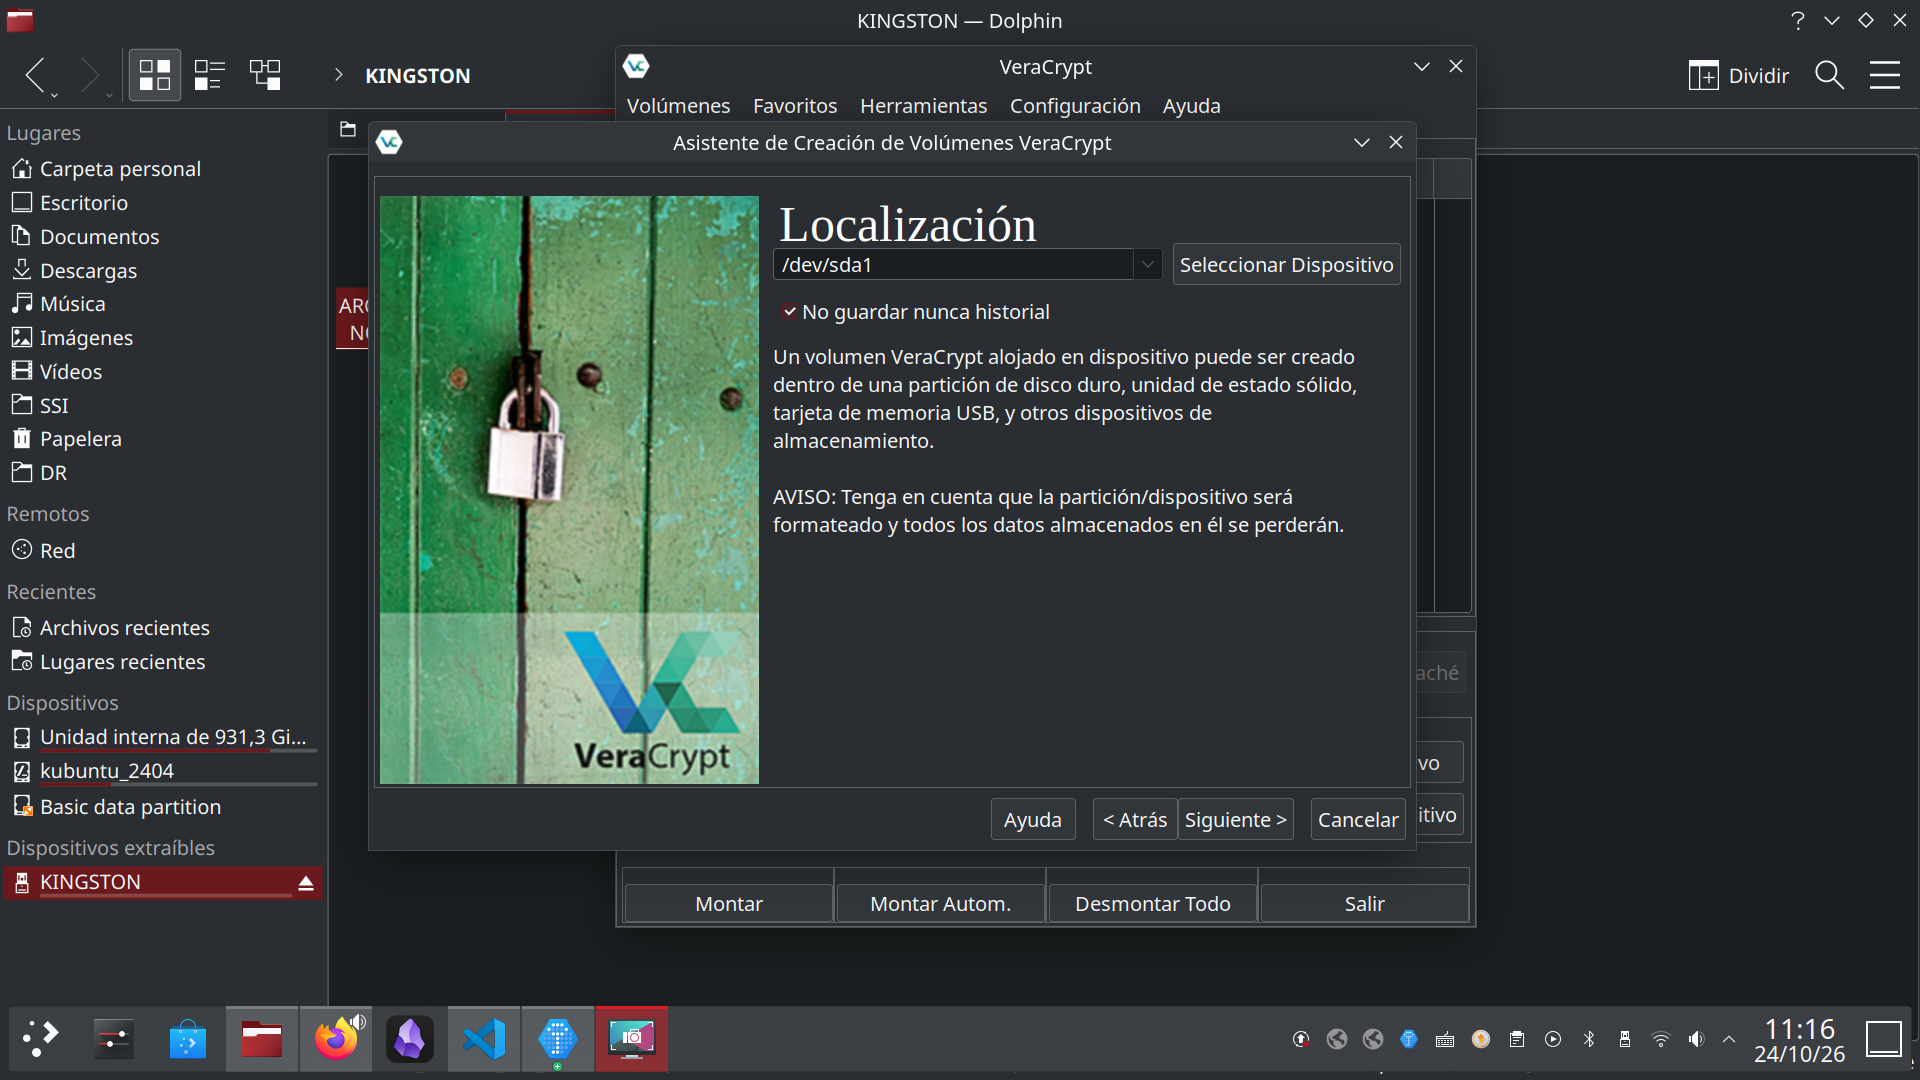 KINGSTON — Dolphin
KINGSTON
Dividir
Lugares
Carpeta personal
Escritorio
Documentos
Descargas
Música
Imágenes
Vídeos
SSI
Papelera
DR
Remotos
Red
Recientes
Archivos recientes
Lugares recientes
Dispositivos
Unidad interna de 931,3 Gi...
kubuntu_2404
Basic data partition
Dispositivos extraíbles
KINGSTON
VeraCrypt
Volúmenes Favoritos Herramientas Configuración Ayuda
Asistente de Creación de Volúmenes VeraCrypt
Localización
/dev/sda1
Seleccionar Dispositivo
No guardar nunca historial
Un volumen VeraCrypt alojado en dispositivo puede ser creado
dentro de una partición de disco duro, unidad de estado sólido,
tarjeta de memoria USB, y otros dispositivos de
almacenamiento.
AVISO: Tenga en cuenta que la partición/dispositivo será
formateado y todos los datos almacenados en él se perderán.
VeraCrypt
Ayuda < Atrás Siguiente > Cancelar
aché
vo
itivo
Montar Montar Autom. Desmontar Todo Salir
11:16
24/10/26